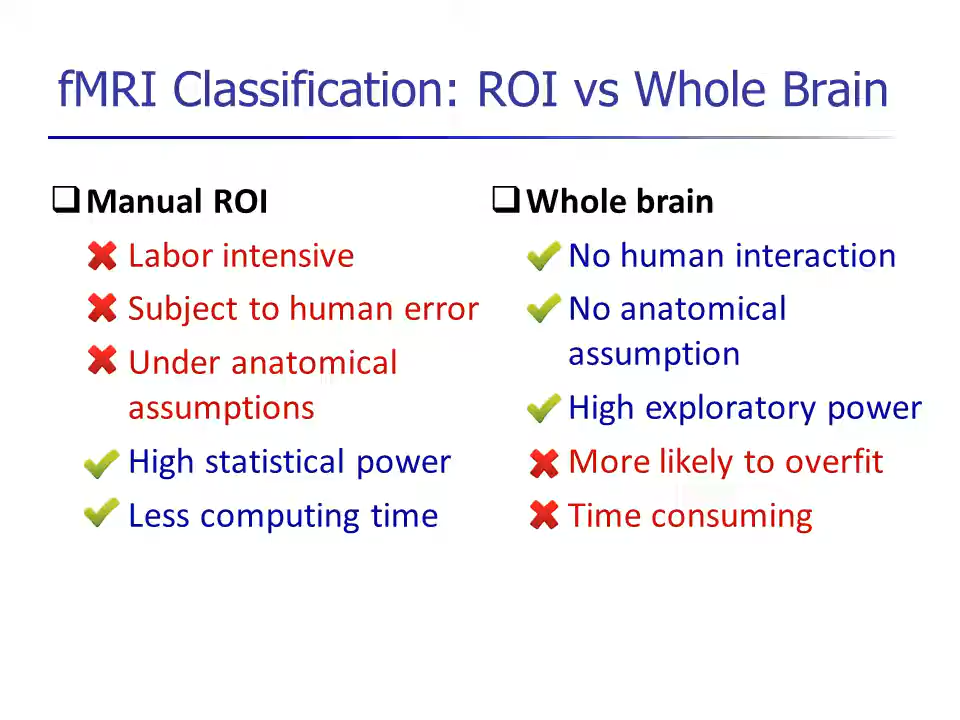 fMRI Classification: ROI vs Whole Brain
Manual ROI
Labor intensive
Subject to human error
Under anatomical
assumptions
High statistical power
Less computing time
Whole brain
No human interaction
No anatomical
assumption
High exploratory power
More likely to overfit
Time consuming